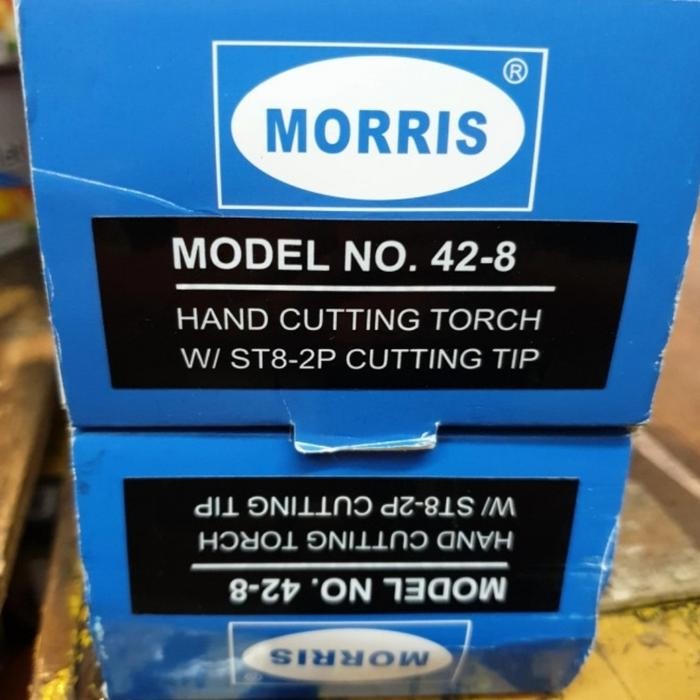 MORRIS®
MODEL NO. 42-8
HAND CUTTING TORCH
W/ ST8-2P CUTTING TIP
MORRIS®
MODEL NO. 42-8
HAND CUTTING TORCH
W/ ST8-2P CUTTING TIP